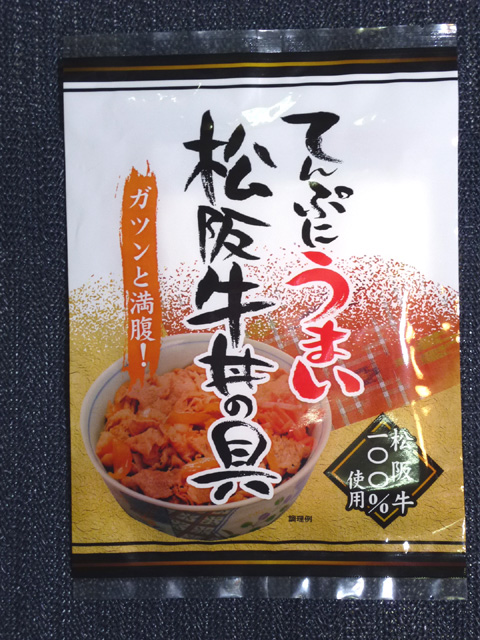 てんぷにうまい
松阪牛丼の具
ガツンと満腹!
松阪牛
一〇〇%
使用
調理例